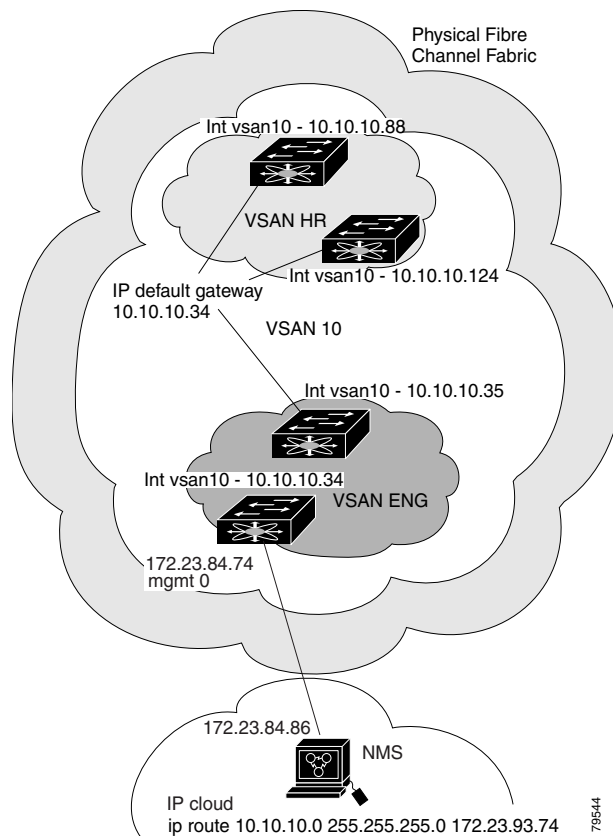 Physical Fibre
Channel Fabric
Int vsan10 - 10.10.10.88
VSAN HR
Int vsan10 - 10.10.10.124
IP default gateway
10.10.10.34
VSAN 10
Int vsan10 - 10.10.10.35
Int vsan10 - 10.10.10.34
VSAN ENG
172.23.84.74
mgmt 0
172.23.84.86
NMS
IP cloud
ip route 10.10.10.0 255.255.255.0 172.23.93.74
79544